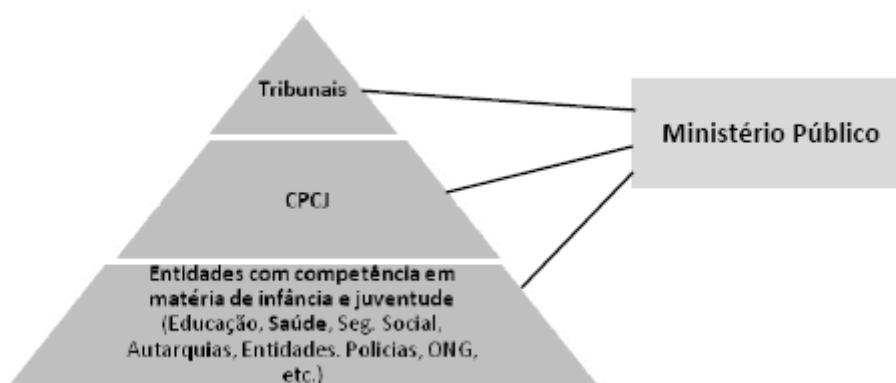 Tribunais
Ministério Público
CPCJ
Entidades com competência em
matéria de infância e juventude
(Educação, Saúde, Seg. Social,
Autarquias, Entidades. Policias, ONG,
etc.)